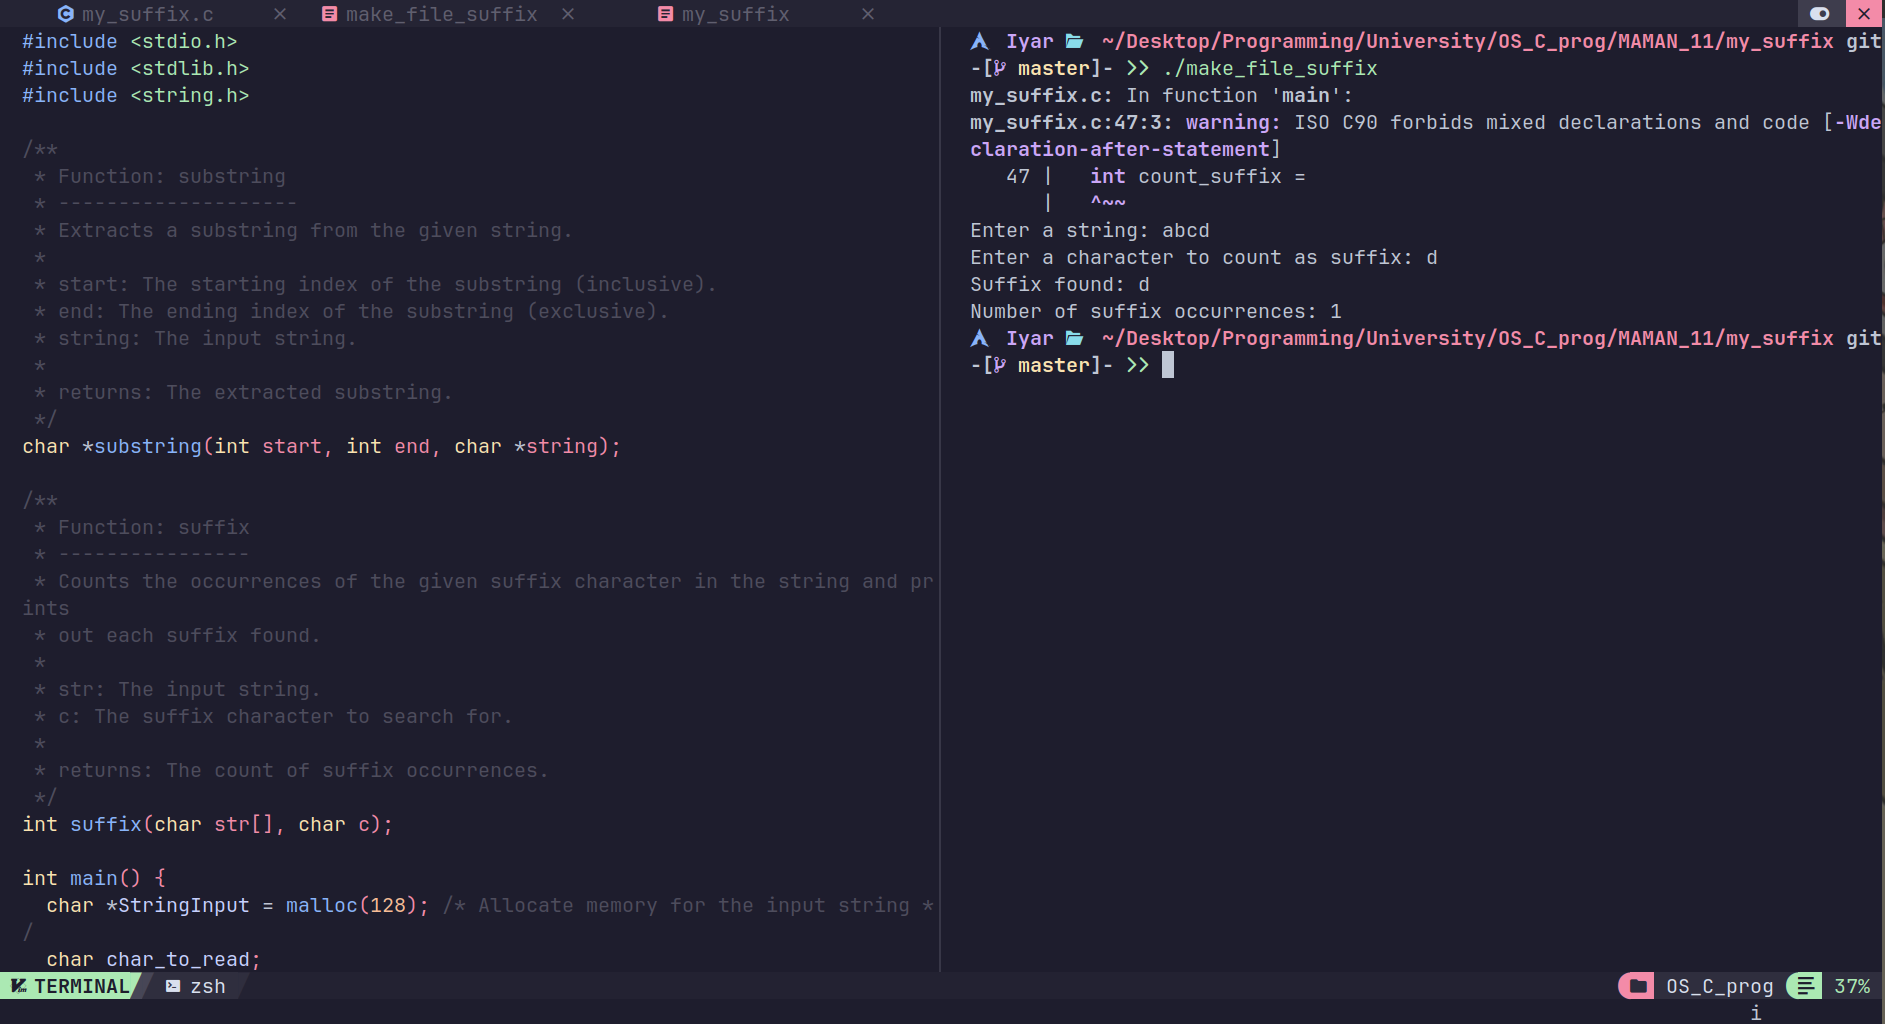 my_suffix.c × make_file_suffix × my_suffix ×
#include <stdio.h>
#include <stdlib.h>
#include <string.h>
/**
 * Function: substring
 * --------------------
 * Extracts a substring from the given string.
 *
 * start: The starting index of the substring (inclusive).
 * end: The ending index of the substring (exclusive).
 * string: The input string.
 *
 * returns: The extracted substring.
 */
char *substring(int start, int end, char *string);
/**
 * Function: suffix
 * ----------------
 * Counts the occurrences of the given suffix character in the string and pr
ints
 * out each suffix found.
 *
 * str: The input string.
 * c: The suffix character to search for.
 *
 * returns: The count of suffix occurrences.
 */
int suffix(char str[], char c);
int main() {
  char *StringInput = malloc(128); /* Allocate memory for the input string *
/
  char char_to_read;
Iyar ~/Desktop/Programming/University/OS_C_prog/MAMAN_11/my_suffix git
-[ master]- >> ./make_file_suffix
my_suffix.c: In function 'main':
my_suffix.c:47:3: warning: ISO C90 forbids mixed declarations and code [-Wde
claration-after-statement]
   47 |   int count_suffix =
      |   ^~~
Enter a string: abcd
Enter a character to count as suffix: d
Suffix found: d
Number of suffix occurrences: 1
Iyar ~/Desktop/Programming/University/OS_C_prog/MAMAN_11/my_suffix git
-[ master]- >>
TERMINAL zsh OS_C_prog 37%
i